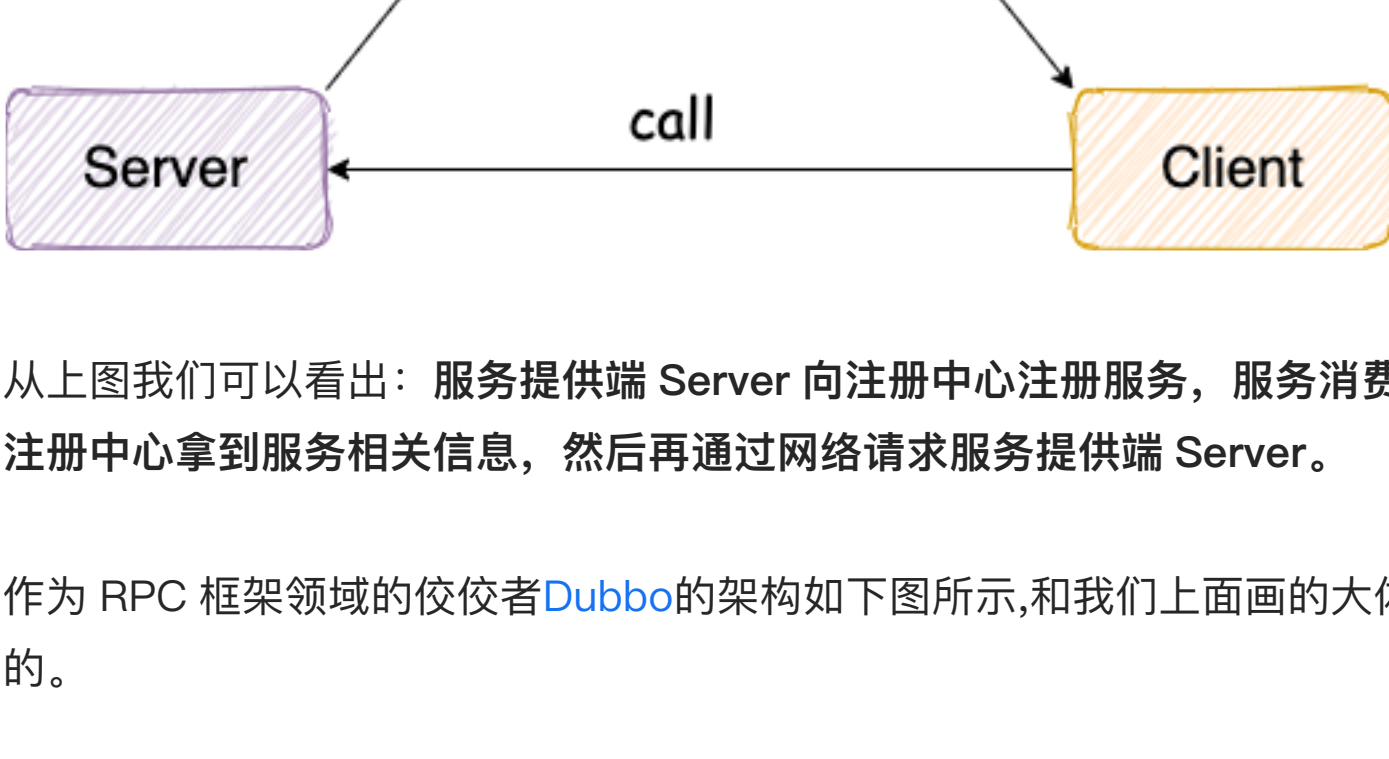 call
Server
Client
从上图我们可以看出：服务提供端 Server 向注册中心注册服务，服务消费
注册中心拿到服务相关信息，然后再通过网络请求服务提供端 Server。
作为 RPC 框架领域的佼佼者Dubbo的架构如下图所示,和我们上面画的大
的。